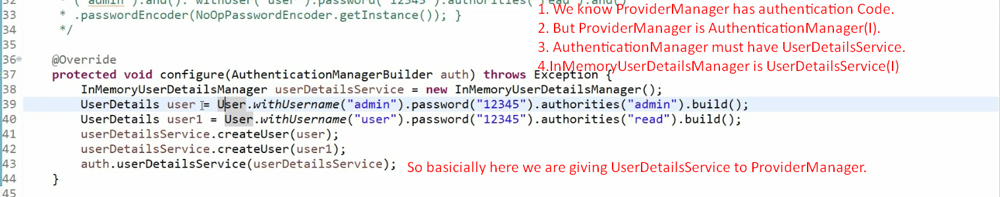 32 * ("admin").and(). withUser("user").password("12345").authorities("read").and()
33 * .passwordEncoder(NoOpPasswordEncoder.getInstance()); }
34 */
35
36 @Override
37 protected void configure(AuthenticationManagerBuilder auth) throws Exception {
38 InMemoryUserDetailsManager userDetailsService = new InMemoryUserDetailsManager();
39 UserDetails user = User.withUsername("admin").password("12345").authorities("admin").build();
40 UserDetails user1 = User.withUsername("user").password("12345").authorities("read").build();
41 userDetailsService.createUser(user);
42 userDetailsService.createUser(user1);
43 auth.userDetailsService(userDetailsService);
44 }
45
1. We know ProviderManager has authentication Code.
2. But ProviderManager is AuthenticationManager(I).
3. AuthenticationManager must have UserDetailsService.
4.InMemoryUserDetailsManager is UserDetailsService(I)
So basicially here we are giving UserDetailsService to ProviderManager.